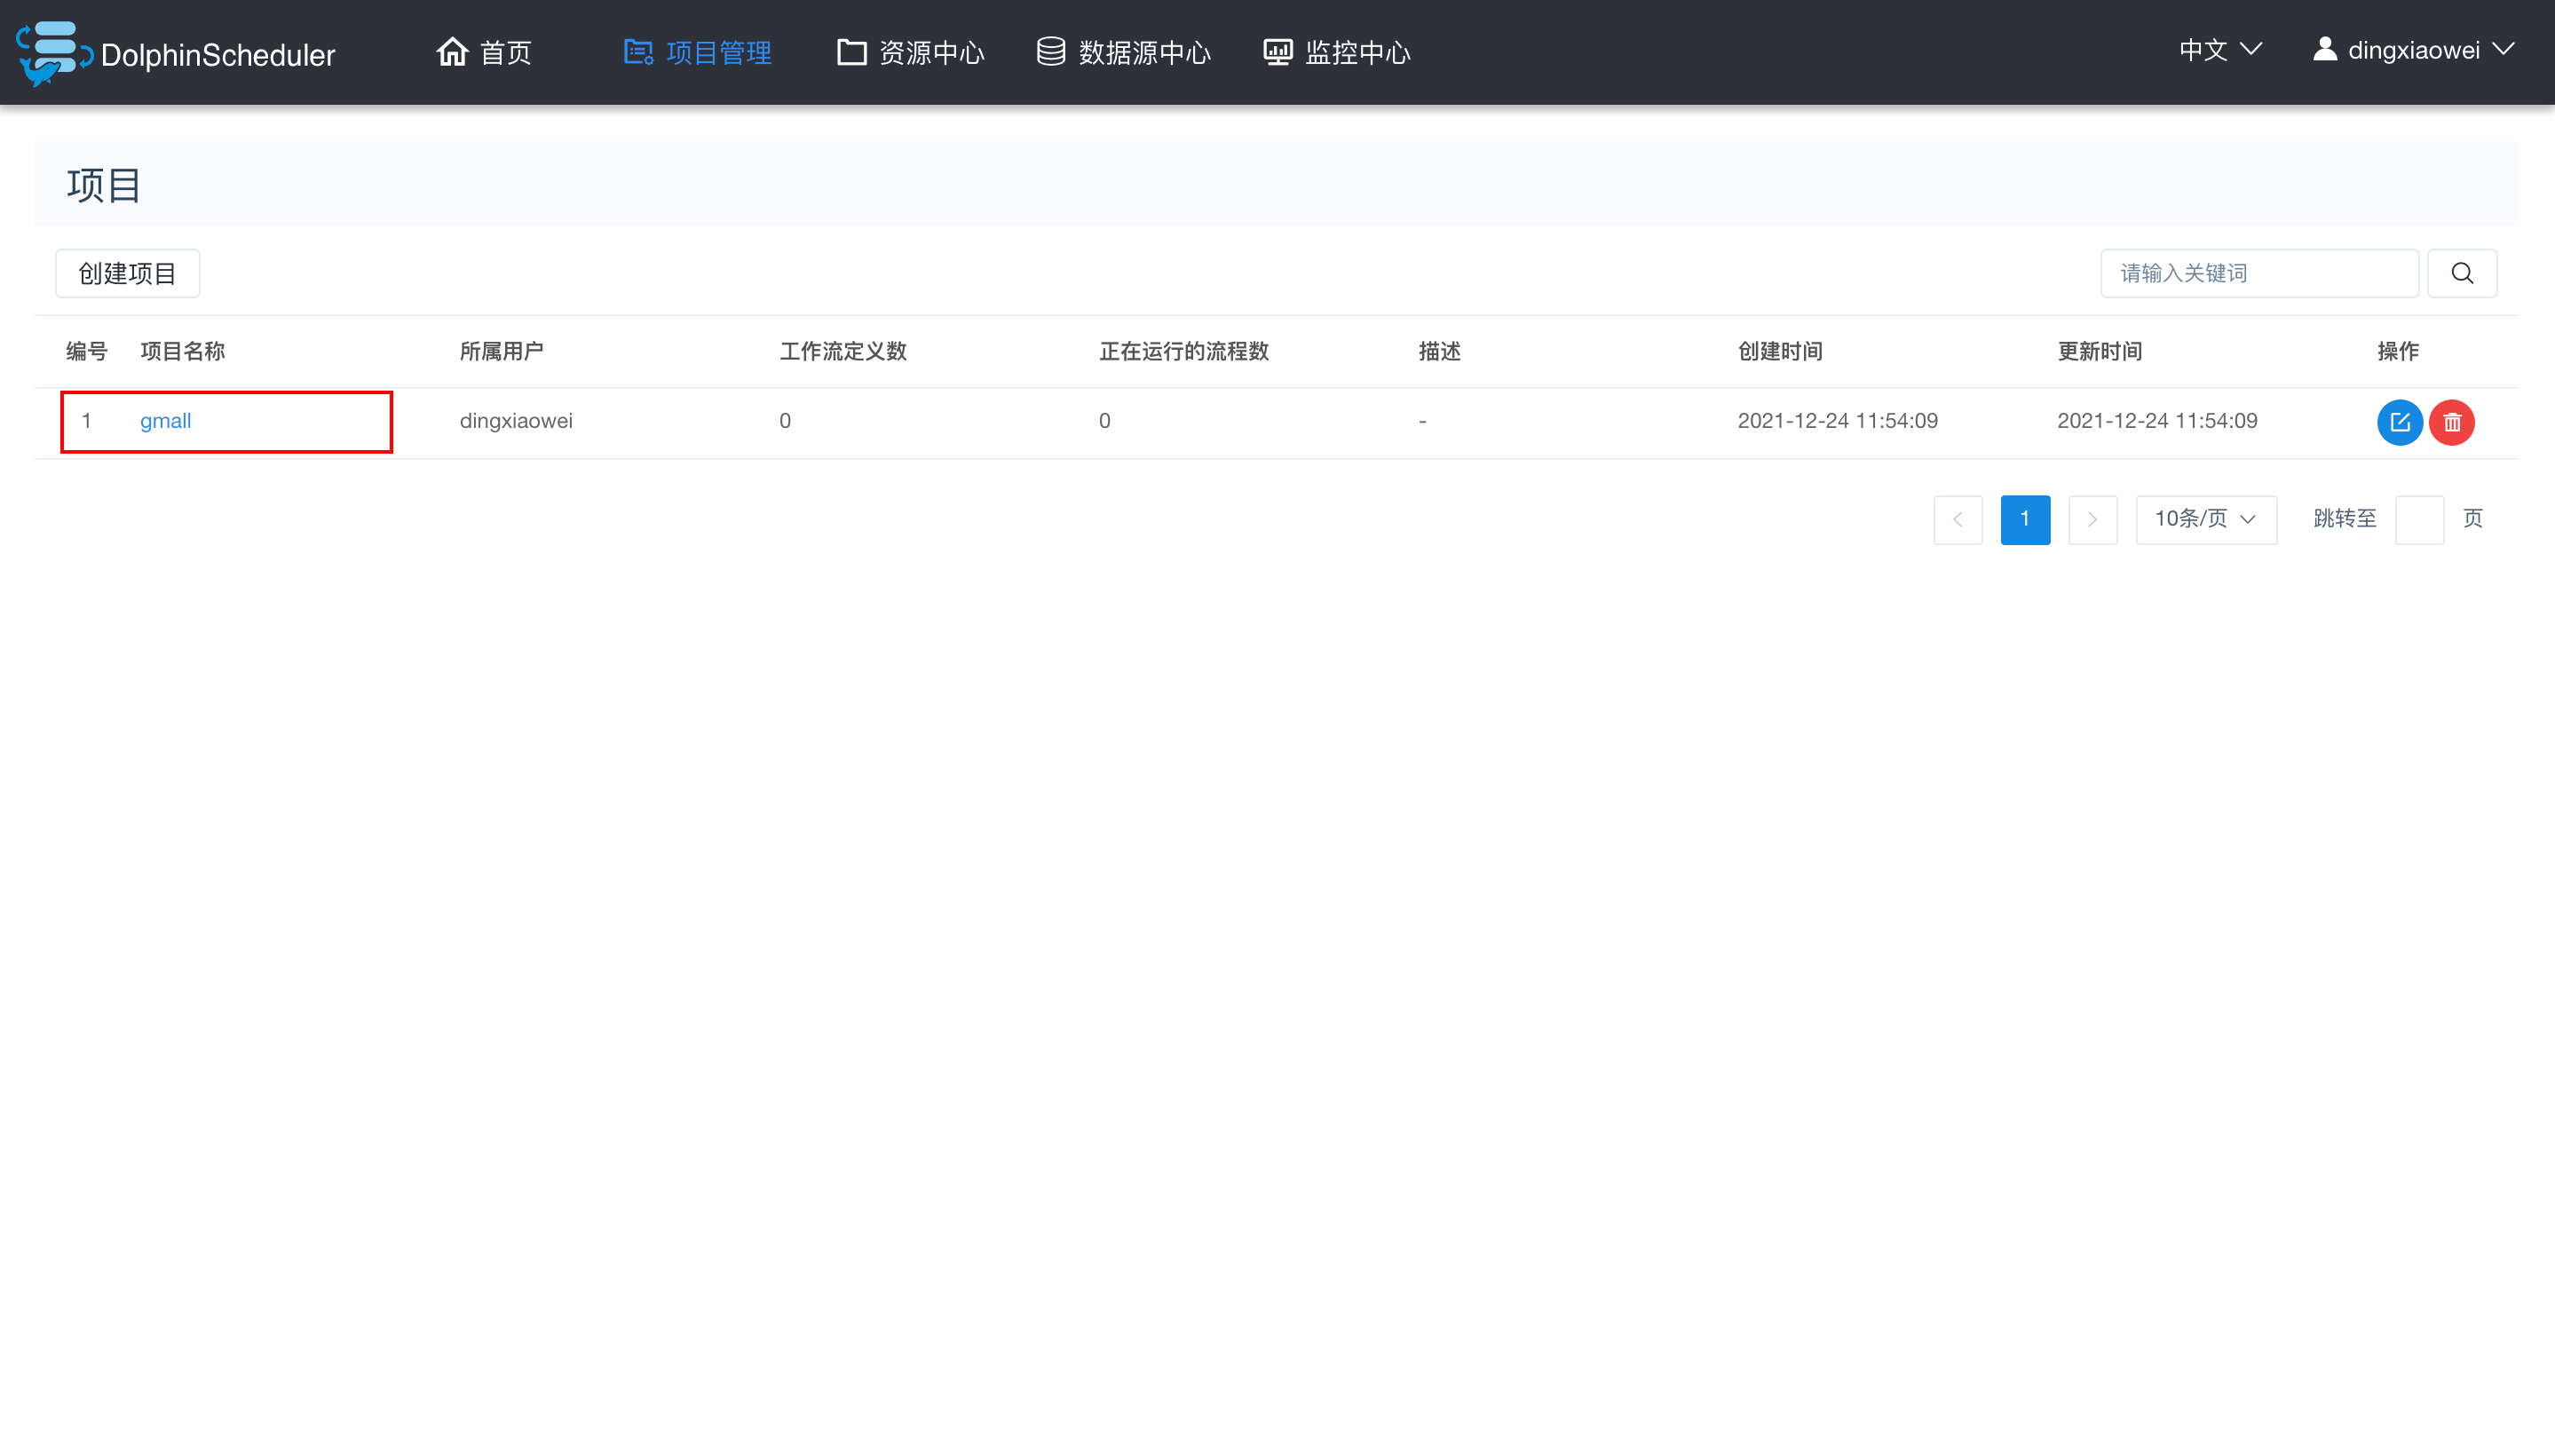 DolphinScheduler 首页 项目管理 资源中心 数据源中心 监控中心 中文 dingxiaowei
项目
创建项目 请输入关键词
编号 项目名称 所属用户 工作流定义数 正在运行的流程数 描述 创建时间 更新时间 操作
1 gmall dingxiaowei 0 0 - 2021-12-24 11:54:09 2021-12-24 11:54:09
1 10条/页 跳转至 页